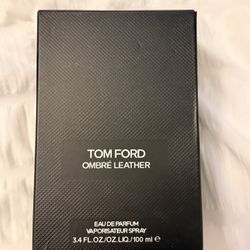 TOM FORD
OMBRÉ LEATHER
EAU DE PARFUM
VAPORISATEUR SPRAY
3.4 FL.OZ./OZ.LIQ./100 ml ℮